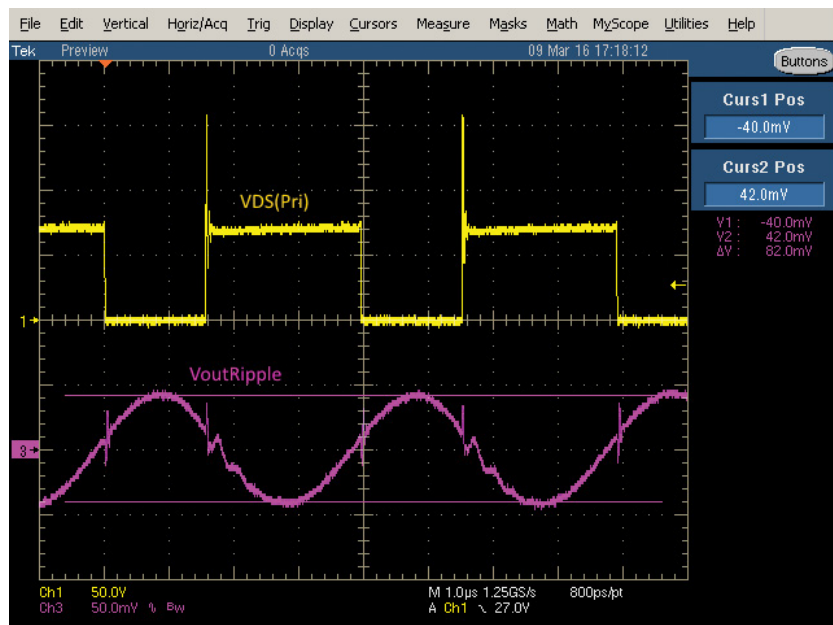 File Edit Vertical Horiz/Acq Trig Display Cursors Measure Masks Math MyScope Utilities Help
Tek Preview 0 Acqs 09 Mar 16 17:18:12
Buttons
Curs1 Pos
-40.0mV
Curs2 Pos
42.0mV
V1 : -40.0mV
V2 : 42.0mV
ΔV : 82.0mV
VDS(Pri)
1
VoutRipple
3
Ch1 50.0V M 1.0µs 1.25GS/s 800ps/pt
Ch3 50.0mV ∿ Bw A Ch1 ↘ 27.0V